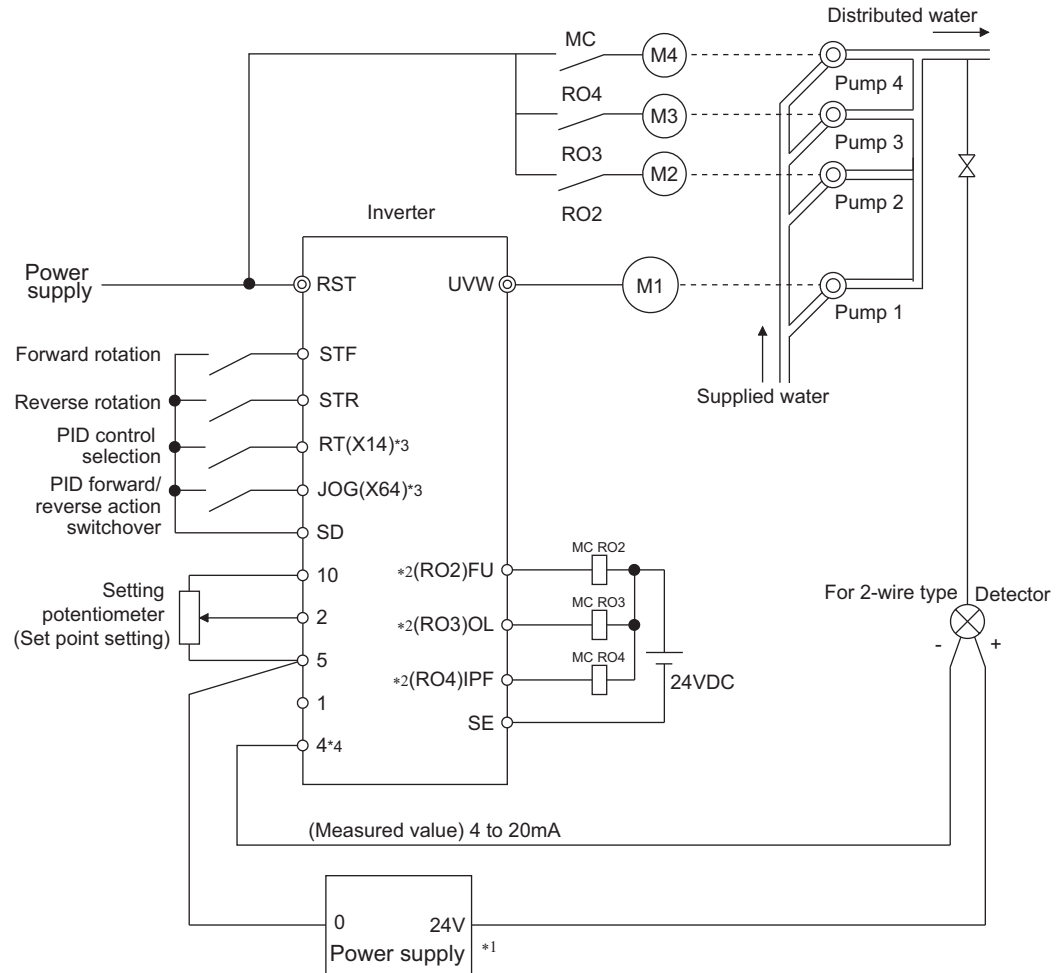 Distributed water
MC
M4
Pump 4
RO4
M3
Pump 3
RO3
M2
Pump 2
RO2
Inverter
Power
supply
RST
UVW
M1
Pump 1
Forward rotation
STF
Supplied water
Reverse rotation
STR
PID control
selection
RT(X14)*3
PID forward/
reverse action
switchover
JOG(X64)*3
SD
Setting
potentiometer
(Set point setting)
10
2
5
1
4*4
*2(RO2)FU
MC RO2
*2(RO3)OL
MC RO3
*2(RO4)IPF
MC RO4
24VDC
SE
For 2-wire type
Detector
-
+
(Measured value) 4 to 20mA
0
24V
Power supply
*1